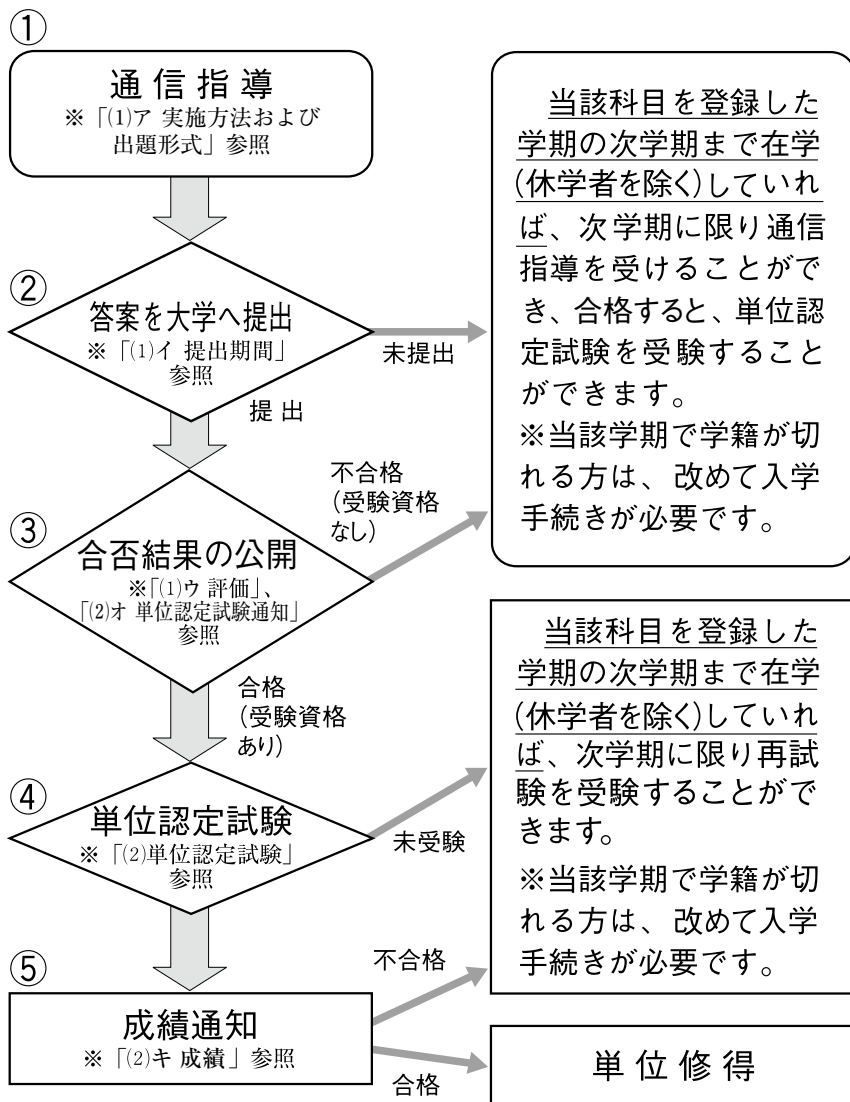 ①
通信指導
※「(1)ア 実施方法および
出題形式」参照
②
答案を大学へ提出
※「(1)イ 提出期間」
参照
未提出
提出
当該科目を登録した
学期の次学期まで在学
(休学者を除く)していれ
ば、次学期に限り通信
指導を受けることがで
き、合格すると、単位認
定試験を受験すること
ができます。
※当該学期で学籍が切
れる方は、改めて入学
手続きが必要です。
③
合否結果の公開
※「(1)ウ 評価」、
「(2)オ 単位認定試験通知」
参照
不合格
(受験資格
なし)
合格
(受験資格
あり)
④
単位認定試験
※「(2)単位認定試験」
参照
未受験
当該科目を登録した
学期の次学期まで在学
(休学者を除く)していれ
ば、次学期に限り再試
験を受験することがで
きます。
※当該学期で学籍が切
れる方は、改めて入学
手続きが必要です。
⑤
成績通知
※「(2)キ 成績」参照
不合格
合格
単位修得